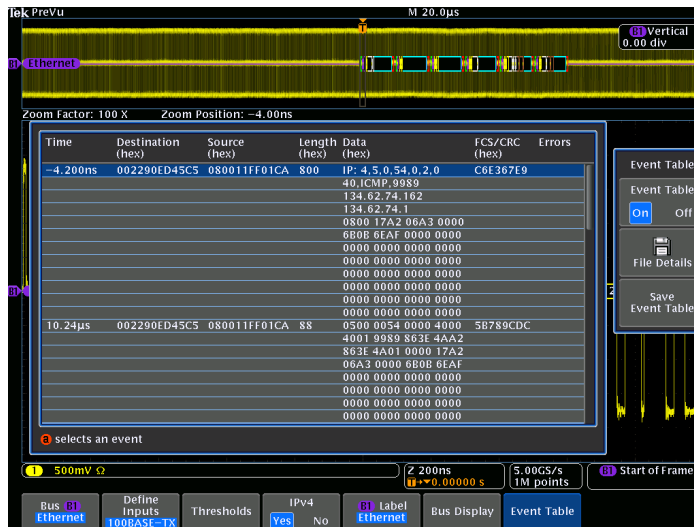 Tek PreVu M 20.0µs
B1 Vertical
0.00 div
B1 Ethernet
Zoom Factor: 100 X Zoom Position: −4.00ns
Time Destination (hex) Source (hex) Length (hex) Data (hex) FCS/CRC (hex) Errors
−4.200ns 002290ED45C5 080011FF01CA 800 IP: 4,5,0,54,0,2,0 C6E367E9
40,ICMP,9989
134.62.74.162
134.62.74.1
0800 17A2 06A3 0000
6B0B 6EAF 0000 0000
0000 0000 0000 0000
0000 0000 0000 0000
0000 0000 0000 0000
0000 0000 0000 0000
0000 0000 0000 0000
0000 0000 0000 0000
10.24µs 002290ED45C5 080011FF01CA 88 0500 0054 0000 4000 5B789CDC
4001 9989 863E 4AA2
863E 4A01 0000 17A2
06A3 0000 6B0B 6EAF
0000 0000 0000 0000
0000 0000 0000 0000
0000 0000 0000 0000
0000 0000 0000 0000
a selects an event
Event Table
Event Table
On Off
File Details
Save
Event Table
B1
1 500mV Ω
Z 200ns
T→▼0.00000 s
5.00GS/s
1M points
B1 Start of Frame
Bus B1
Ethernet
Define
Inputs
100BASE-TX
Thresholds
IPv4
Yes No
B1 Label
Ethernet
Bus Display
Event Table